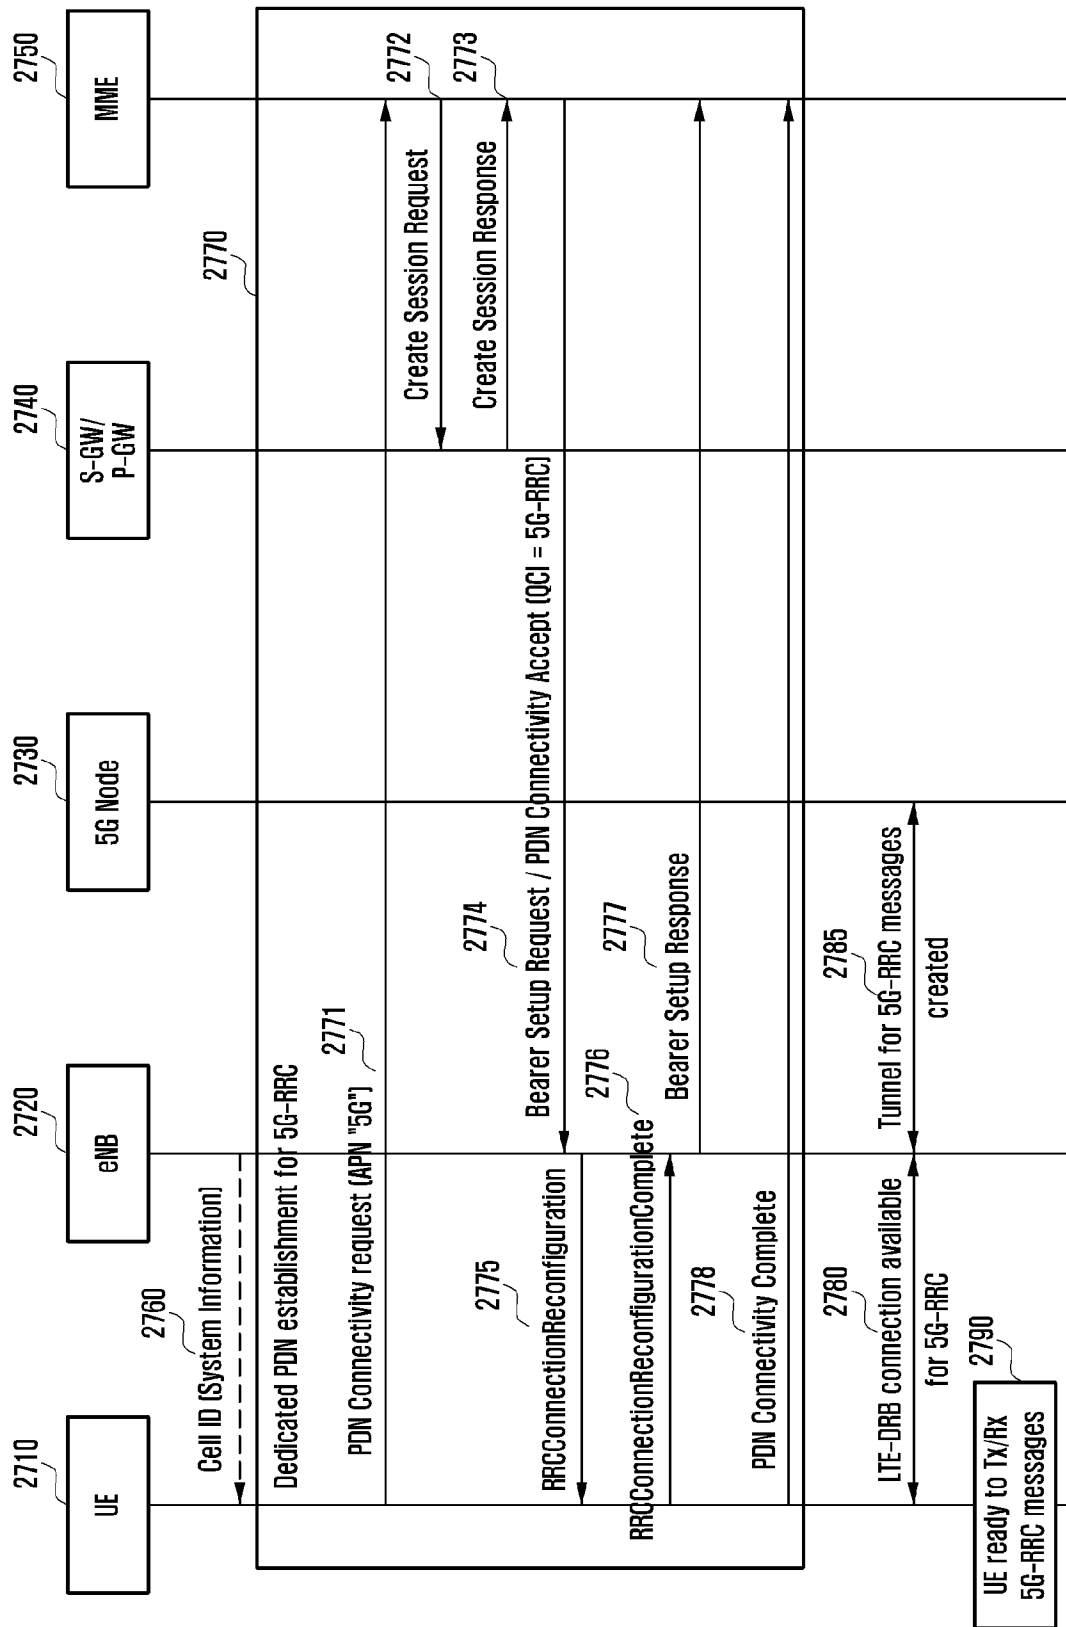 2710
UE
2720
eNB
2730
5G Node
2740
S-GW/
P-GW
2750
MME
2760
Cell ID (System Information)
2770
Dedicated PDN establishment for 5G-RRC
PDN Connectivity request (APN "5G")
2771
Create Session Request
2772
Create Session Response
2773
2774
Bearer Setup Request / PDN Connectivity Accept (QCI = 5G-RRC)
2775
RRCConnectionReconfiguration
2776
RRCConnectionReconfigurationComplete
2777
Bearer Setup Response
2778
PDN Connectivity Complete
2780
LTE-DRB connection available
for 5G-RRC
2785
Tunnel for 5G-RRC messages
created
2790
UE ready to Tx/Rx
5G-RRC messages